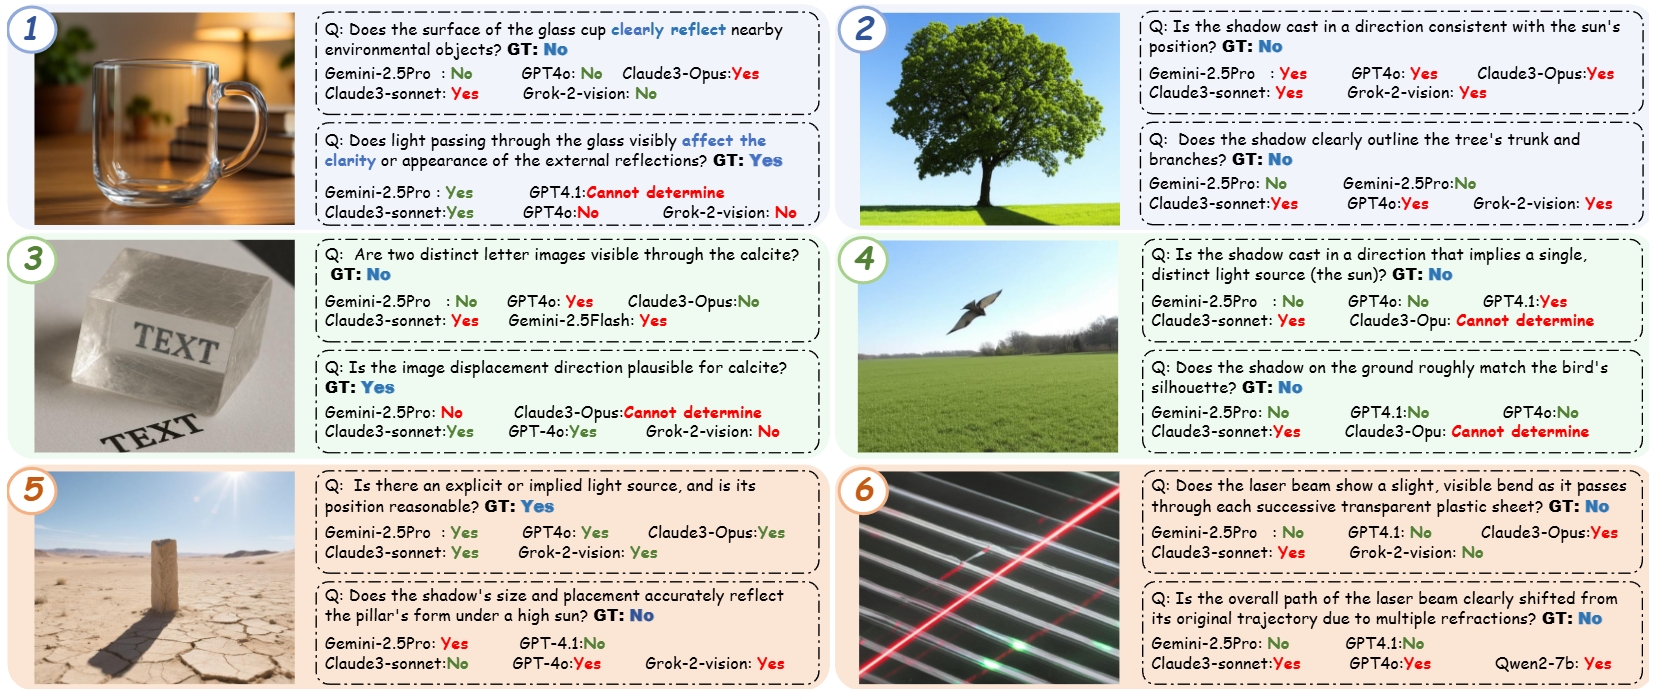 1
Q: Does the surface of the glass cup clearly reflect nearby
environmental objects? GT: No
Gemini-2.5Pro : No GPT4o: No Claude3-Opus:Yes
Claude3-sonnet: Yes Grok-2-vision: No
Q: Does light passing through the glass visibly affect the
clarity or appearance of the external reflections? GT: Yes
Gemini-2.5Pro : Yes GPT4.1:Cannot determine
Claude3-sonnet:Yes GPT4o:No Grok-2-vision: No
2
Q: Is the shadow cast in a direction consistent with the sun's
position? GT: No
Gemini-2.5Pro : Yes GPT4o: Yes Claude3-Opus:Yes
Claude3-sonnet: Yes Grok-2-vision: Yes
Q: Does the shadow clearly outline the tree's trunk and
branches? GT: No
Gemini-2.5Pro: No Gemini-2.5Pro:No
Claude3-sonnet:Yes GPT4o:Yes Grok-2-vision: Yes
3
TEXT
TEXT
Q: Are two distinct letter images visible through the calcite?
GT: No
Gemini-2.5Pro : No GPT4o: Yes Claude3-Opus:No
Claude3-sonnet: Yes Gemini-2.5Flash: Yes
Q: Is the image displacement direction plausible for calcite?
GT: Yes
Gemini-2.5Pro: No Claude3-Opus:Cannot determine
Claude3-sonnet:Yes GPT-4o:Yes Grok-2-vision: No
4
Q: Is the shadow cast in a direction that implies a single,
distinct light source (the sun)? GT: No
Gemini-2.5Pro : No GPT4o: No GPT4.1:Yes
Claude3-sonnet: Yes Claude3-Opu: Cannot determine
Q: Does the shadow on the ground roughly match the bird's
silhouette? GT: No
Gemini-2.5Pro: No GPT4.1:No GPT4o:No
Claude3-sonnet:Yes Claude3-Opu: Cannot determine
5
Q: Is there an explicit or implied light source, and is its
position reasonable? GT: Yes
Gemini-2.5Pro : Yes GPT4o: Yes Claude3-Opus:Yes
Claude3-sonnet: Yes Grok-2-vision: Yes
Q: Does the shadow's size and placement accurately reflect
the pillar's form under a high sun? GT: No
Gemini-2.5Pro: Yes GPT-4.1:No
Claude3-sonnet:No GPT-4o:Yes Grok-2-vision: Yes
6
Q: Does the laser beam show a slight, visible bend as it passes
through each successive transparent plastic sheet? GT: No
Gemini-2.5Pro : No GPT4.1: No Claude3-Opus:Yes
Claude3-sonnet: Yes Grok-2-vision: No
Q: Is the overall path of the laser beam clearly shifted from
its original trajectory due to multiple refractions? GT: No
Gemini-2.5Pro: No GPT4.1:No
Claude3-sonnet:Yes GPT4o:Yes Qwen2-7b: Yes